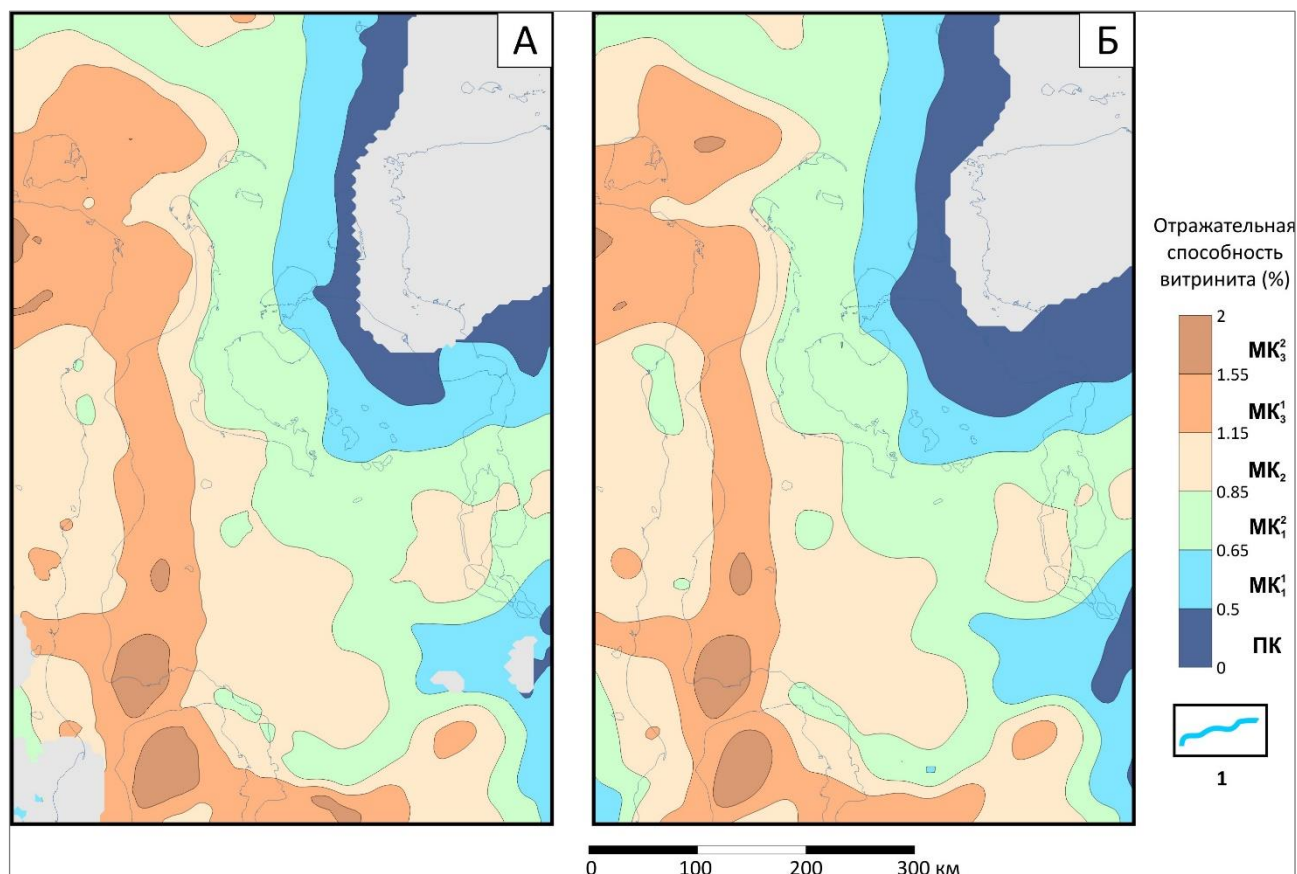 А
Б
Отражательная
способность
витринита (%)
2
МК₃²
1.55
МК₃¹
1.15
МК₂
0.85
МК₁²
0.65
МК₁¹
0.5
ПК
0
1
0 100 200 300 км